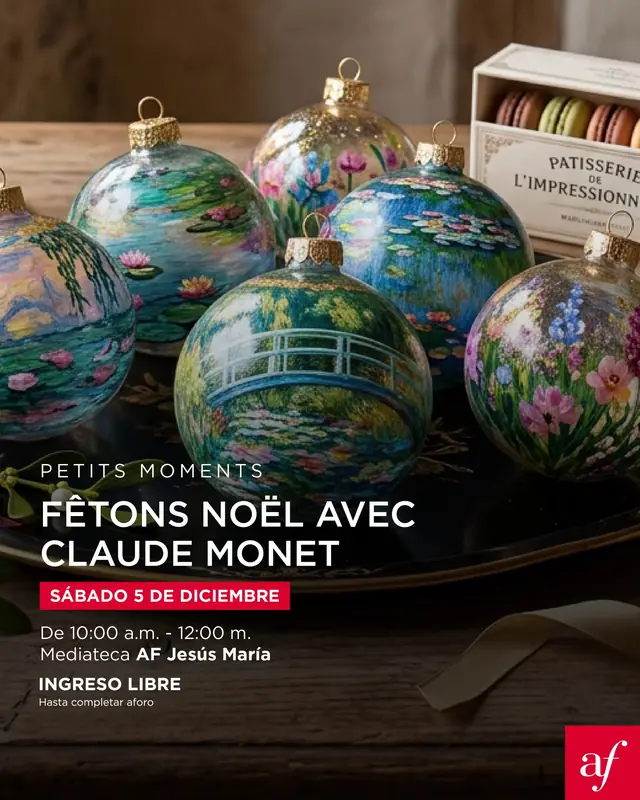 PATISSERIE
DE
L'IMPRESSIONN
PETITS MOMENTS
FÊTONS NOËL AVEC
CLAUDE MONET
SÁBADO 5 DE DICIEMBRE
De 10:00 a.m. - 12:00 m.
Mediateca AF Jesús María
INGRESO LIBRE
Hasta completar aforo
af